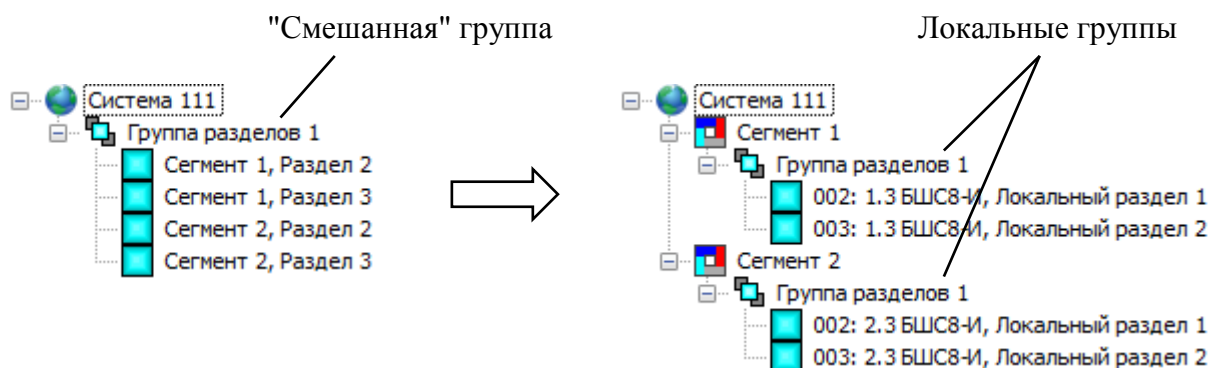 "Смешанная" группа
Система 111
Группа разделов 1
Сегмент 1, Раздел 2
Сегмент 1, Раздел 3
Сегмент 2, Раздел 2
Сегмент 2, Раздел 3
Локальные группы
Система 111
Сегмент 1
Группа разделов 1
002: 1.3 БШС8-И, Локальный раздел 1
003: 1.3 БШС8-И, Локальный раздел 2
Сегмент 2
Группа разделов 1
002: 2.3 БШС8-И, Локальный раздел 1
003: 2.3 БШС8-И, Локальный раздел 2